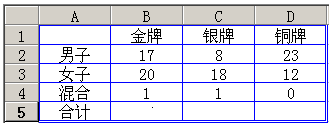 A B C D
1 金牌 银牌 铜牌
2 男子 17 8 23
3 女子 20 18 12
4 混合 1 1 0
5 合计